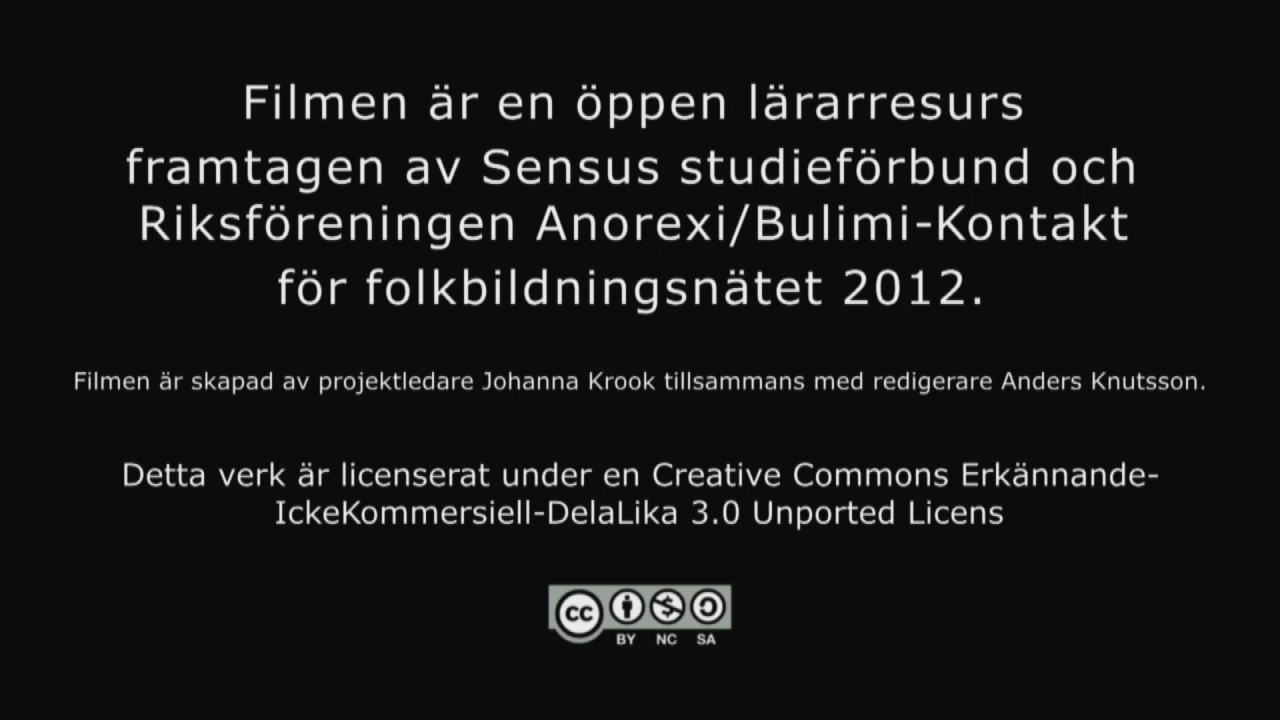 Filmen är en öppen lärarresurs
framtagen av Sensus studieförbund och
Riksföreningen Anorexi/Bulimi-Kontakt
för folkbildningsnätet 2012.
Filmen är skapad av projektledare Johanna Krook tillsammans med redigerare Anders Knutsson.
Detta verk är licenserat under en Creative Commons Erkännande-
IckeKommersiell-DelaLika 3.0 Unported Licens
cc
BY NC SA